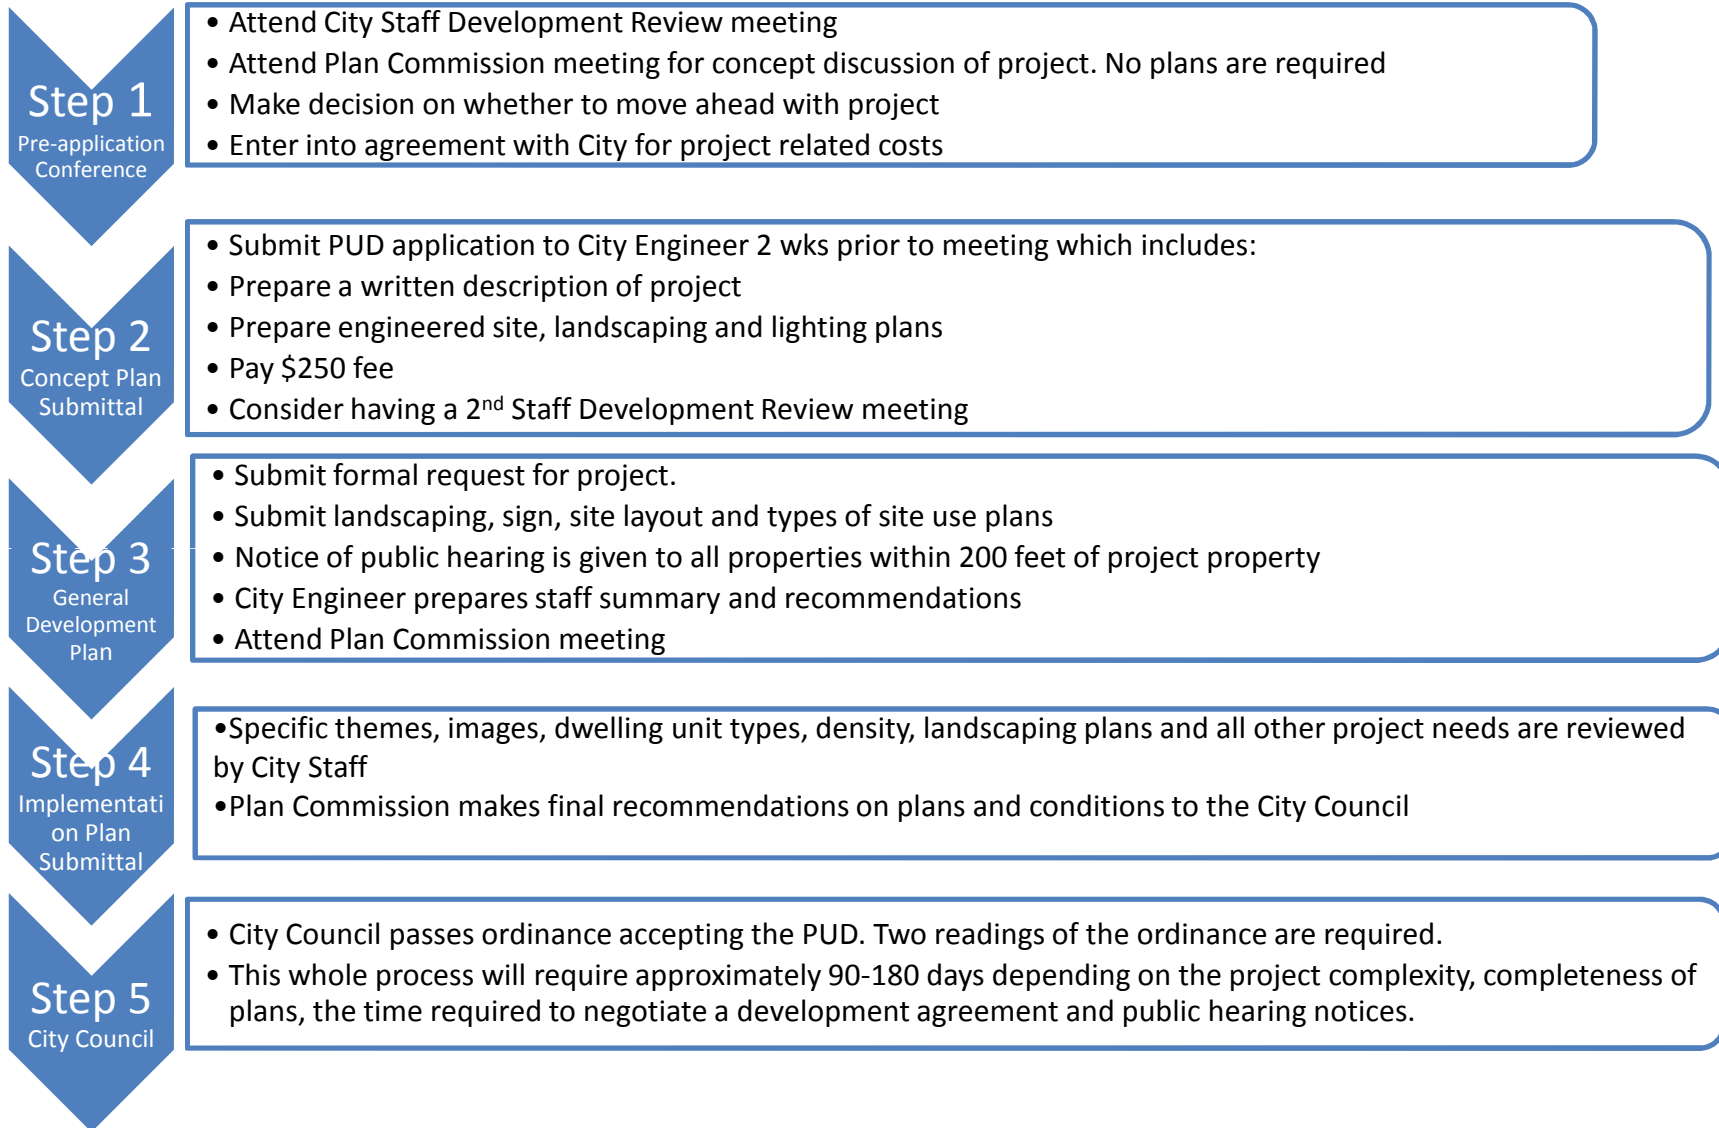 Step 1
Pre-application
Conference
• Attend City Staff Development Review meeting
• Attend Plan Commission meeting for concept discussion of project. No plans are required
• Make decision on whether to move ahead with project
• Enter into agreement with City for project related costs
Step 2
Concept Plan
Submittal
• Submit PUD application to City Engineer 2 wks prior to meeting which includes:
• Prepare a written description of project
• Prepare engineered site, landscaping and lighting plans
• Pay $250 fee
• Consider having a 2nd Staff Development Review meeting
Step 3
General
Development
Plan
• Submit formal request for project.
• Submit landscaping, sign, site layout and types of site use plans
• Notice of public hearing is given to all properties within 200 feet of project property
• City Engineer prepares staff summary and recommendations
• Attend Plan Commission meeting
Step 4
Implementati
on Plan
Submittal
•Specific themes, images, dwelling unit types, density, landscaping plans and all other project needs are reviewed
by City Staff
•Plan Commission makes final recommendations on plans and conditions to the City Council
Step 5
City Council
• City Council passes ordinance accepting the PUD. Two readings of the ordinance are required.
• This whole process will require approximately 90-180 days depending on the project complexity, completeness of
plans, the time required to negotiate a development agreement and public hearing notices.